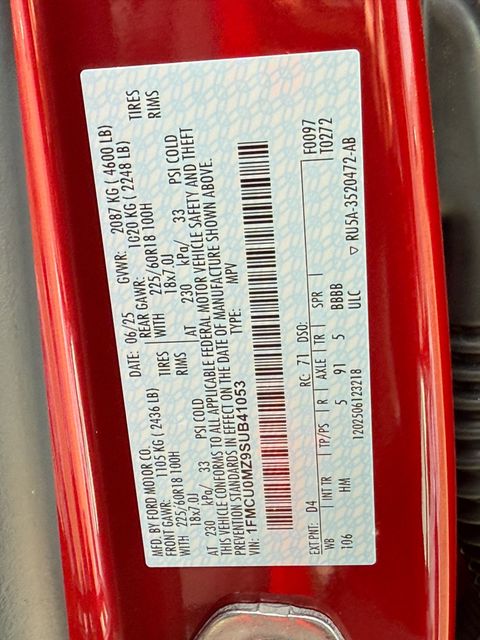 MFD. BY FORD MOTOR CO.
DATE: 06/25 GVWR: 2087 KG ( 4600 LB)
FRONT GAWR: 1105 KG ( 2436 LB) REAR GAWR: 1020 KG ( 2248 LB)
WITH 225/60R18 100H TIRES WITH 225/60R18 100H TIRES
18x7.0J RIMS 18x7.0J RIMS
AT 230 kPa/ 33 PSI COLD AT 230 kPa/ 33 PSI COLD
THIS VEHICLE CONFORMS TO ALL APPLICABLE FEDERAL MOTOR VEHICLE SAFETY AND THEFT
PREVENTION STANDARDS IN EFFECT ON THE DATE OF MANUFACTURE SHOWN ABOVE.
VIN: 1FMCU0MZ9SUB41053 TYPE: MPV
F0097
T0272
EXT PNT: D4 RC: 71 DSO:
WB INT TR TP/PS R AXLE TR SPR
106 HM 5 91 5 BBBB
ULC
1202506123218
▽ RU5A-3520472-AB